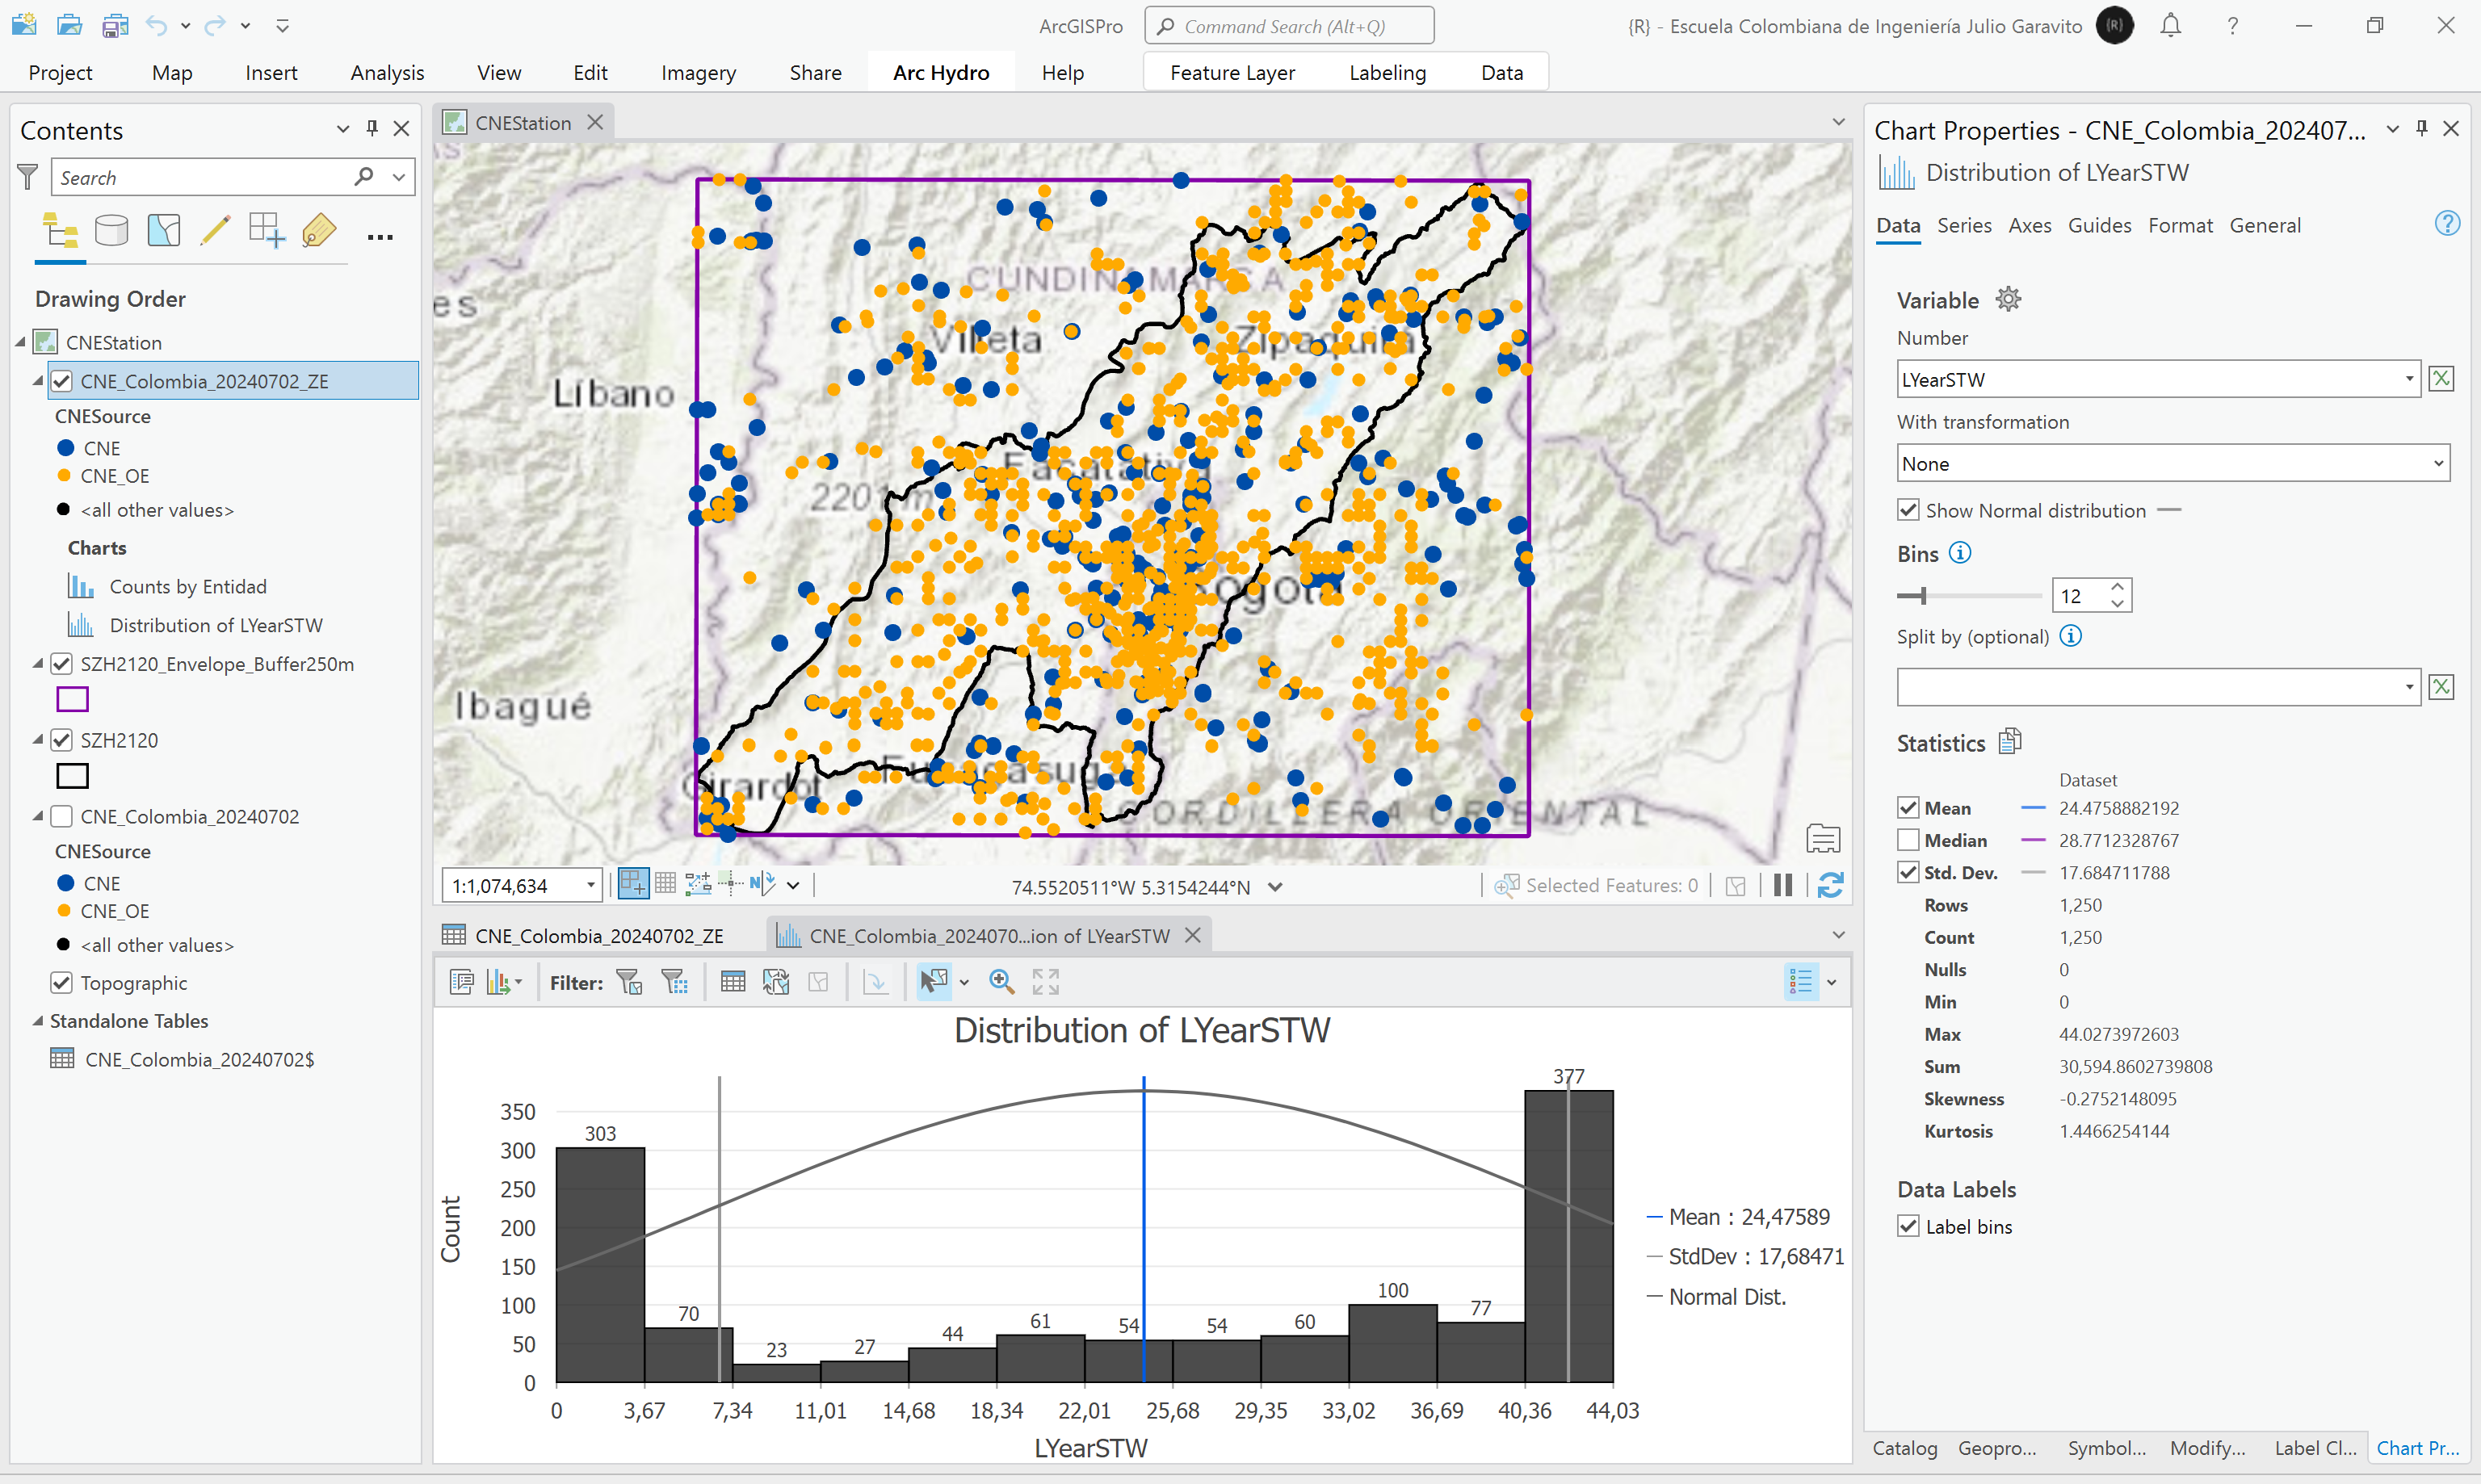 ArcGISPro
Command Search (Alt+Q)
{R} - Escuela Colombiana de Ingeniería Julio Garavito
{R}
?
Project
Map
Insert
Analysis
View
Edit
Imagery
Share
Arc Hydro
Help
Feature Layer
Labeling
Data
Contents
Search
Drawing Order
CNEStation
CNE_Colombia_20240702_ZE
CNESource
CNE
CNE_OE
<all other values>
Charts
Counts by Entidad
Distribution of LYearSTW
SZH2120_Envelope_Buffer250m
SZH2120
CNE_Colombia_20240702
CNESource
CNE
CNE_OE
<all other values>
Topographic
Standalone Tables
CNE_Colombia_20240702$
CNEStation
es
CUNDINAMARCA
Villeta
Zipaquirá
Líbano
2201 m
Bogotá
Ibagué
Girardot
CORDILLERA ORIENTAL
1:1,074,634
74.5520511°W 5.3154244°N
Selected Features: 0
CNE_Colombia_20240702_ZE
CNE_Colombia_2024070...ion of LYearSTW
Filter:
Distribution of LYearSTW
Count
350
300
250
200
150
100
50
0
303
70
23
27
44
61
54
54
60
100
77
377
0
3,67
7,34
11,01
14,68
18,34
22,01
25,68
29,35
33,02
36,69
40,36
44,03
LYearSTW
Mean : 24,47589
StdDev : 17,68471
Normal Dist.
Chart Properties - CNE_Colombia_202407...
Distribution of LYearSTW
Data
Series
Axes
Guides
Format
General
?
Variable
Number
LYearSTW
With transformation
None
Show Normal distribution
Bins
12
Split by (optional)
Statistics
Dataset
Mean 24.4758882192
Median 28.7712328767
Std. Dev. 17.684711788
Rows 1,250
Count 1,250
Nulls 0
Min 0
Max 44.0273972603
Sum 30,594.8602739808
Skewness -0.2752148095
Kurtosis 1.4466254144
Data Labels
Label bins
Catalog
Geopro...
Symbol...
Modify...
Label Cl...
Chart Pr...